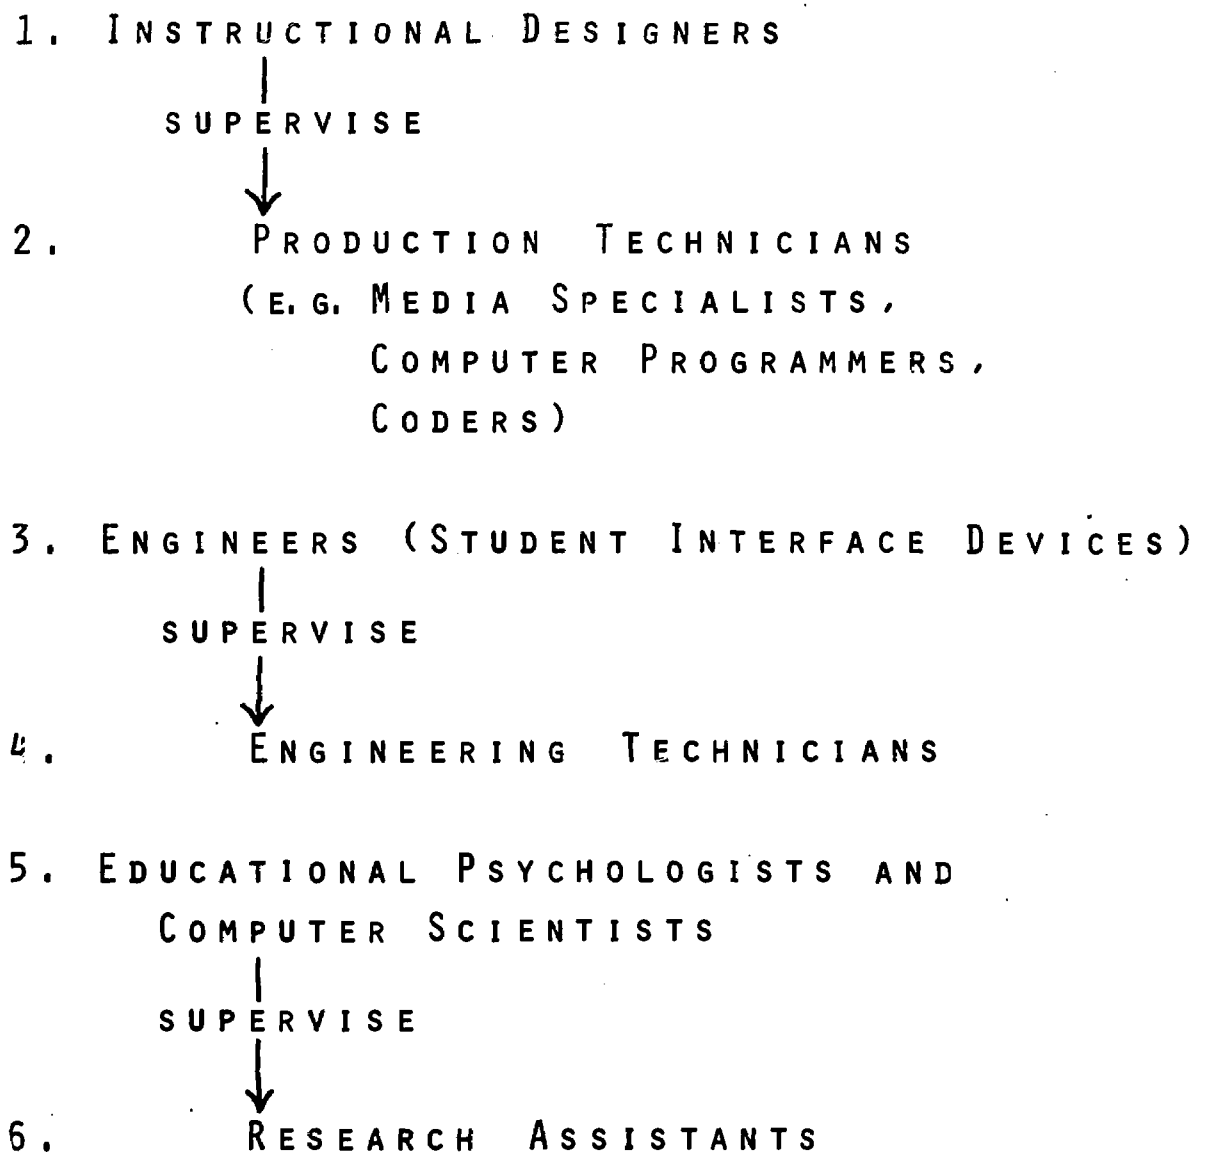 1. INSTRUCTIONAL DESIGNERS
SUPERVISE
2. PRODUCTION TECHNICIANS
(E.G. MEDIA SPECIALISTS,
COMPUTER PROGRAMMERS,
CODERS)
3. ENGINEERS (STUDENT INTERFACE DEVICES)
SUPERVISE
4. ENGINEERING TECHNICIANS
5. EDUCATIONAL PSYCHOLOGISTS AND
COMPUTER SCIENTISTS
SUPERVISE
6. RESEARCH ASSISTANTS